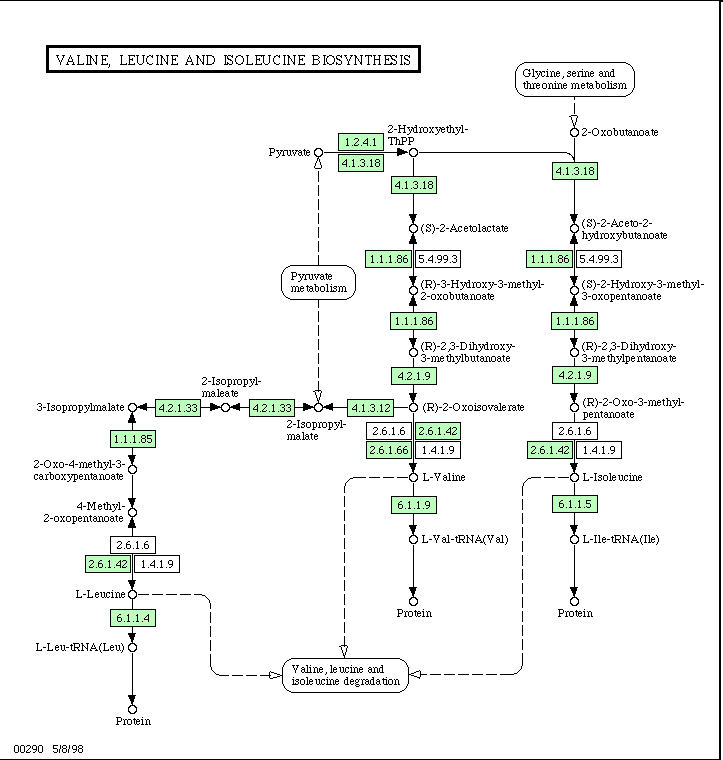 VALINE, LEUCINE AND ISOLEUCINE BIOSYNTHESIS
Glycine, serine and
threonine metabolism
2-Oxobutanoate
2-Hydroxyethyl-
ThPP
Pyruvate
1.2.4.1
4.1.3.18
4.1.3.18
4.1.3.18
(S)-2-Acetolactate
(S)-2-Aceto-2-
hydroxybutanoate
1.1.1.86
5.4.99.3
1.1.1.86
5.4.99.3
Pyruvate
metabolism
(R)-3-Hydroxy-3-methyl-
2-oxobutanoate
(S)-2-Hydroxy-3-methyl-
3-oxopentanoate
1.1.1.86
1.1.1.86
(R)-2,3-Dihydroxy-
3-methylbutanoate
(R)-2,3-Dihydroxy-
3-methylpentanoate
4.2.1.9
4.2.1.9
2-Isopropyl-
maleate
3-Isopropylmalate
4.2.1.33
4.2.1.33
4.1.3.12
(R)-2-Oxoisovalerate
(R)-2-Oxo-3-methyl-
pentanoate
2-Isopropyl-
malate
1.1.1.85
2.6.1.6
2.6.1.42
2.6.1.66
1.4.1.9
2.6.1.6
2.6.1.42
1.4.1.9
2-Oxo-4-methyl-3-
carboxypentanoate
L-Valine
L-Isoleucine
4-Methyl-
2-oxopentanoate
6.1.1.9
6.1.1.5
2.6.1.6
2.6.1.42
1.4.1.9
L-Val-tRNA(Val)
L-Ile-tRNA(Ile)
L-Leucine
Protein
Protein
6.1.1.4
L-Leu-tRNA(Leu)
Valine, leucine and
isoleucine degradation
Protein
00290 5/8/98